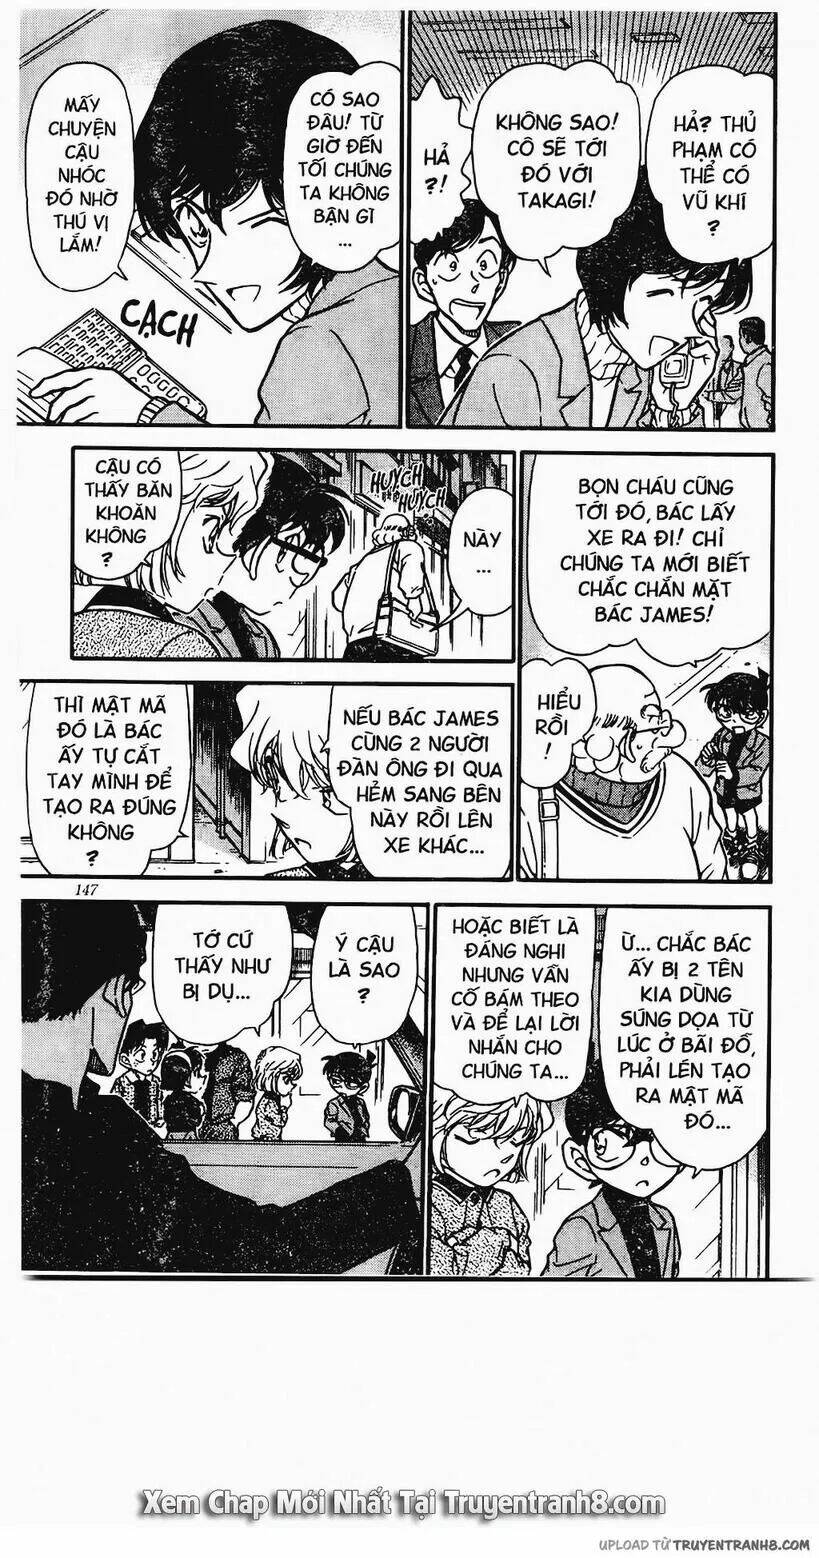 HẢ? THỦ
PHẠM CÓ
THỂ CÓ
VŨ KHÍ
?
KHÔNG SAO!
CÔ SẼ TỚI
ĐÓ VỚI
TAKAGI!
HẢ
?!
CÓ SAO
ĐÂU! TỪ
GIỜ ĐẾN
TỐI CHÚNG
TA KHÔNG
BẬN GÌ
...
MẤY
CHUYỆN
CẬU
NHÓC
ĐÓ NHỜ
THÚ VỊ
LẮM!
CẠCH
BỌN CHÁU CŨNG
TỚI ĐÓ, BÁC LẤY
XE RA ĐI! CHỈ
CHÚNG TA MỚI BIẾT
CHẮC CHẮN MẶT
BÁC JAMES!
HIỂU
RỒI
!
HUỲCH
HUỲCH
NÀY
...
CẬU CÓ
THẤY BĂN
KHOĂN
KHÔNG
?
NẾU BÁC JAMES
CÙNG 2 NGƯỜI
ĐÀN ÔNG ĐI QUA
HẺM SANG BÊN
NÀY RỒI LÊN
XE KHÁC...
THÌ MẬT MÃ
ĐÓ LÀ BÁC
ẤY TỰ CẮT
TAY MÌNH ĐỂ
TẠO RA ĐÚNG
KHÔNG
?
147
Ừ... CHẮC BÁC
ẤY BỊ 2 TÊN
KIA DÙNG
SÚNG DỌA TỪ
LÚC Ở BÃI ĐỖ,
PHẢI LÉN TẠO
RA MẬT MÃ
ĐÓ...
HOẶC BIẾT LÀ
ĐÁNG NGHI
NHƯNG VẪN
CỐ BÁM THEO
VÀ ĐỂ LẠI LỜI
NHẮN CHO
CHÚNG TA...
Ý CẬU
LÀ SAO
?
TỚ CỨ
THẤY NHƯ
BỊ DỤ...
Xem Chap Mới Nhất Tại Truyentranh8.com
UPLOAD TỪ TRUYENTRANH8.COM